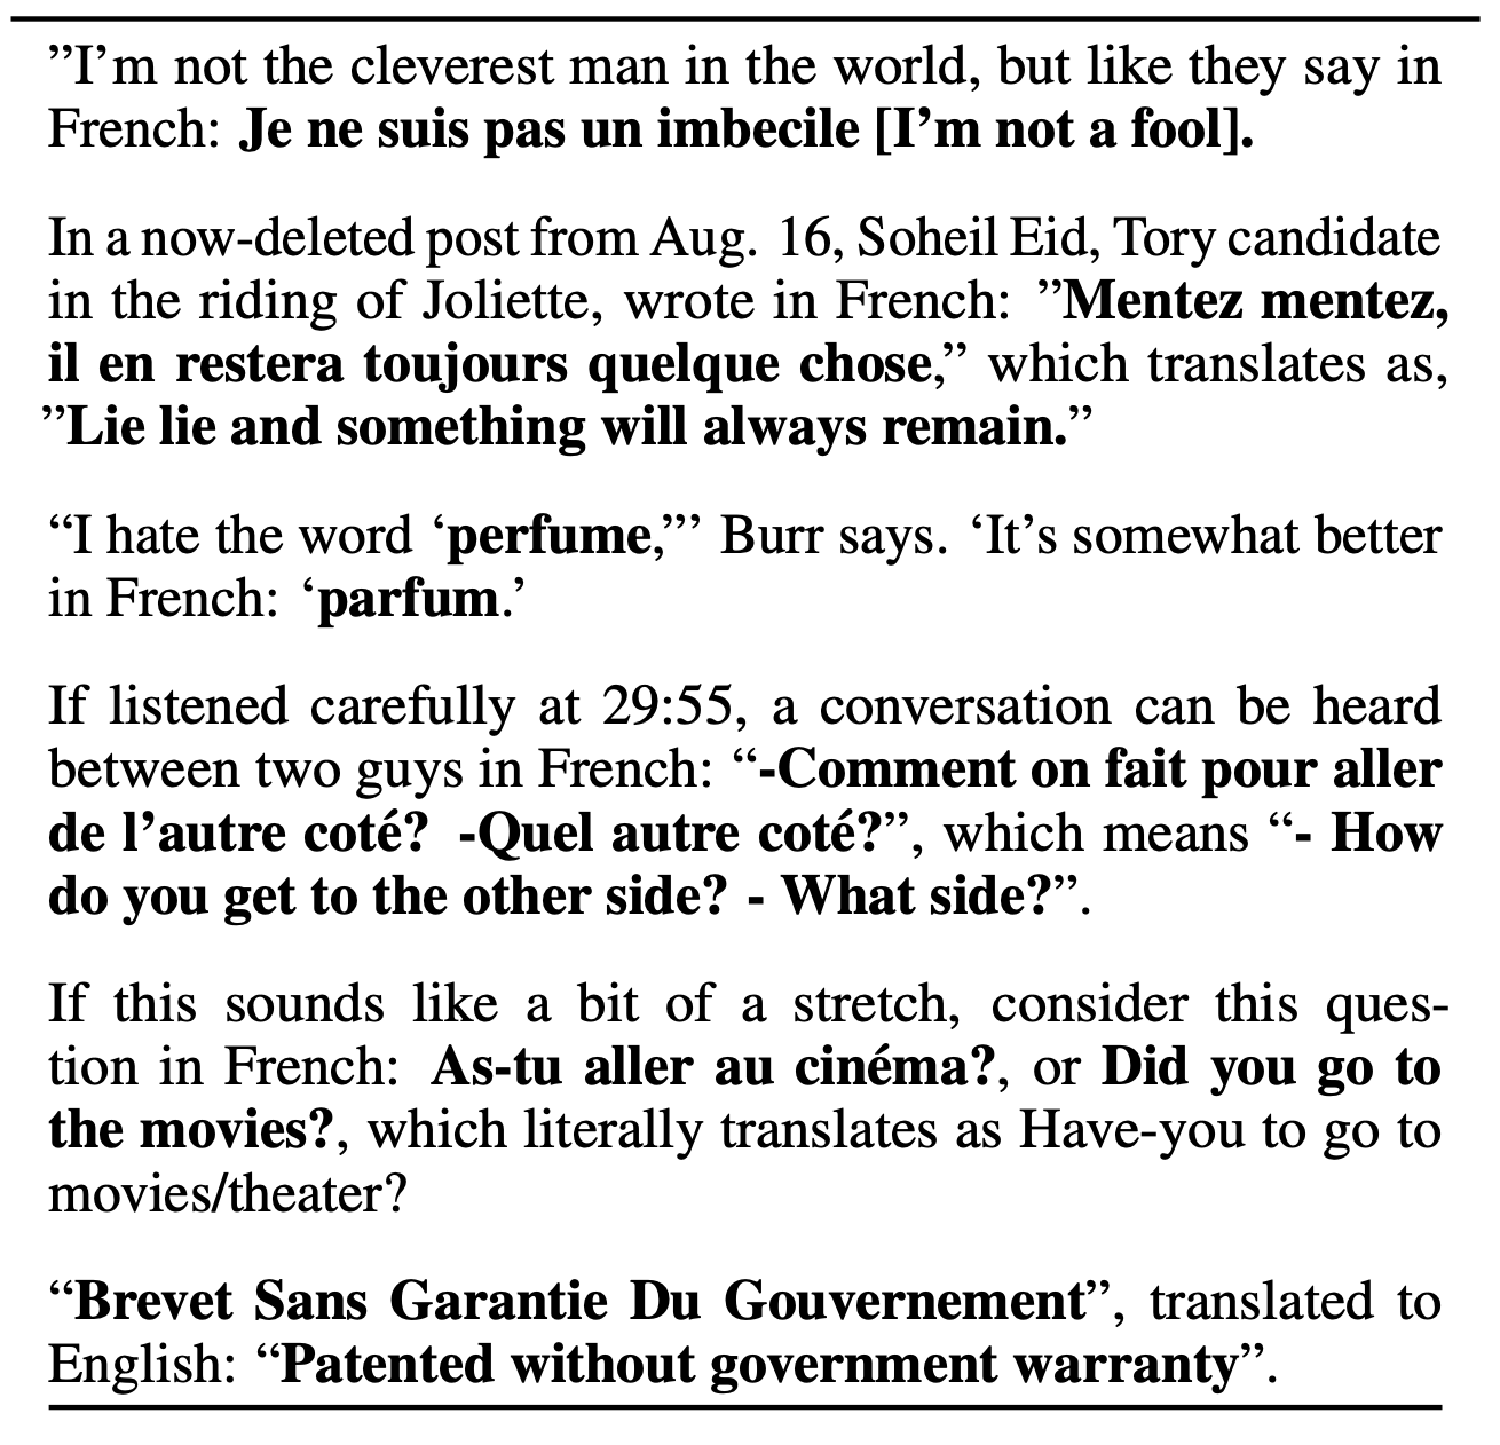 ”I’m not the cleverest man in the world, but like they say in
French: Je ne suis pas un imbecile [I’m not a fool].
In a now-deleted post from Aug. 16, Soheil Eid, Tory candidate
in the riding of Joliette, wrote in French: ”Mentez mentez,
il en restera toujours quelque chose,” which translates as,
”Lie lie and something will always remain.”
“I hate the word ‘perfume,’” Burr says. ‘It’s somewhat better
in French: ‘parfum.’
If listened carefully at 29:55, a conversation can be heard
between two guys in French: “-Comment on fait pour aller
de l’autre coté? -Quel autre coté?”, which means “- How
do you get to the other side? - What side?”.
If this sounds like a bit of a stretch, consider this ques-
tion in French: As-tu aller au cinéma?, or Did you go to
the movies?, which literally translates as Have-you to go to
movies/theater?
“Brevet Sans Garantie Du Gouvernement”, translated to
English: “Patented without government warranty”.